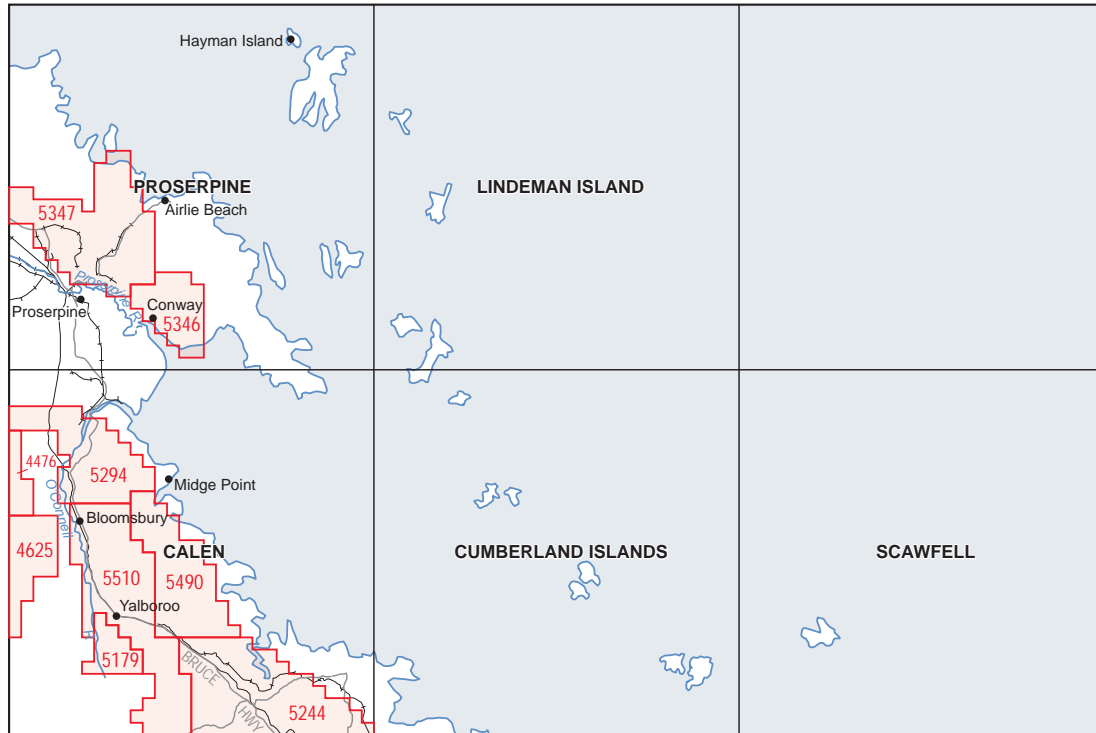 Hayman Island
PROSERPINE
LINDEMAN ISLAND
Airlie Beach
5347
Proserpine R
Proserpine
Conway
5346
4476
5294
Midge Point
O'Connell
R
Bloomsbury
4625
CALEN
CUMBERLAND ISLANDS
SCAWFELL
5510
5490
Yalboroo
5179
BRUCE
HWY
5244